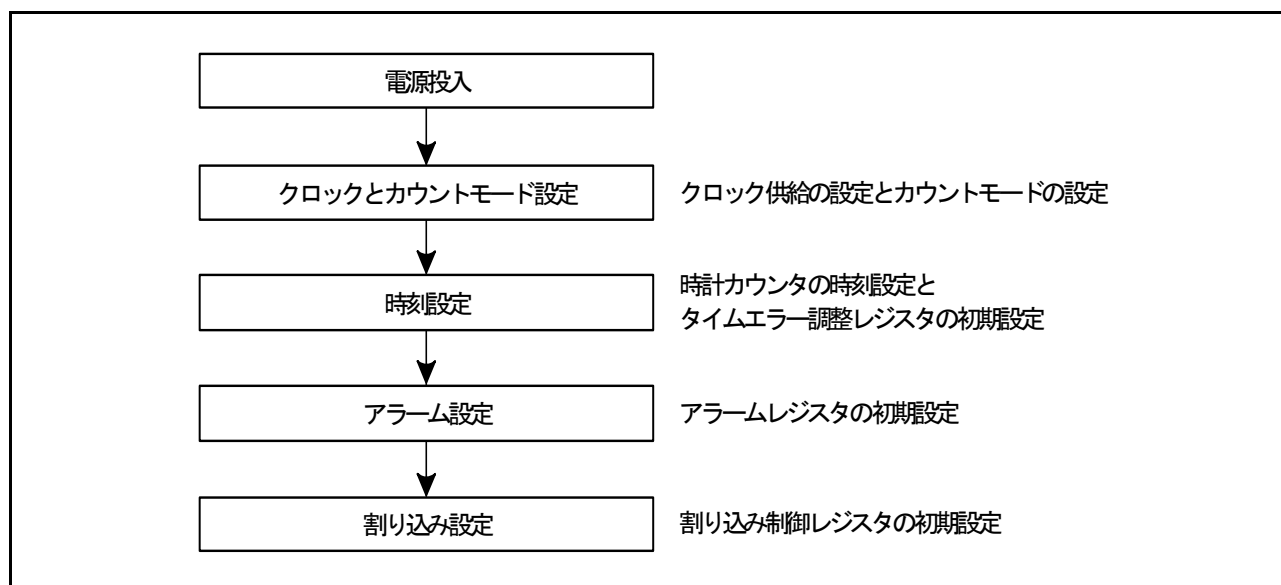 電源投入
クロックとカウントモード設定
クロック供給の設定とカウントモードの設定
時刻設定
時計カウンタの時刻設定と
タイムエラー調整レジスタの初期設定
アラーム設定
アラームレジスタの初期設定
割り込み設定
割り込み制御レジスタの初期設定